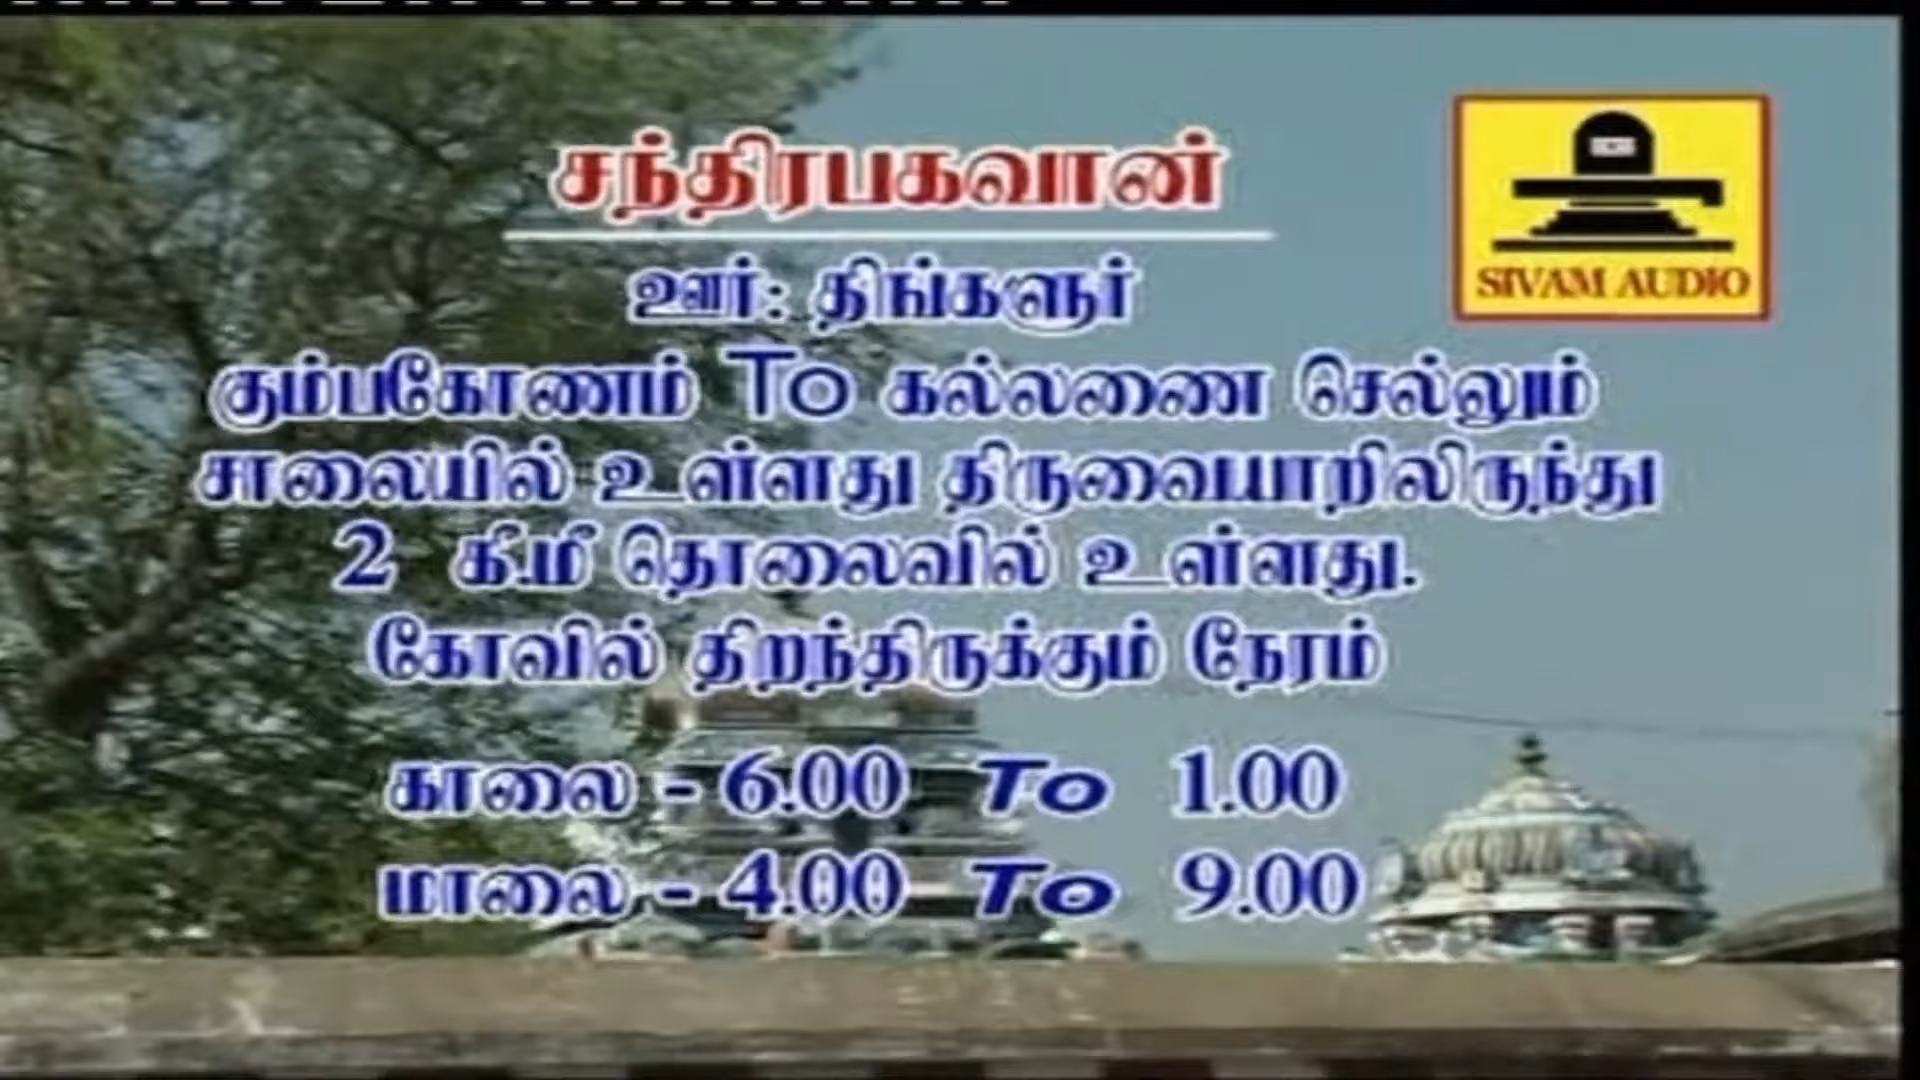 சந்திரபகவான்
SIVAM AUDIO
ஊர்: திங்களுர்
கும்பகோணம் To கல்லணை செல்லும்
சாலையில் உள்ளது திருவையாறிலிருந்து
2 கீ.மீ தொலைவில் உள்ளது.
கோவில் திறந்திருக்கும் நேரம்
காலை - 6.00 To 1.00
மாலை - 4.00 To 9.00